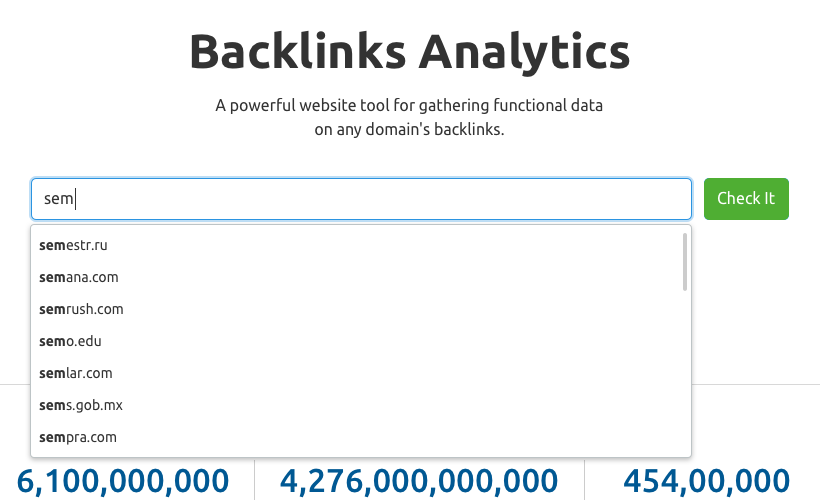 Backlinks Analytics
A powerful website tool for gathering functional data
on any domain's backlinks.
sem
Check It
semestr.ru
semana.com
semrush.com
semo.edu
semlar.com
sems.gob.mx
sempra.com
6,100,000,000
4,276,000,000,000
454,00,000